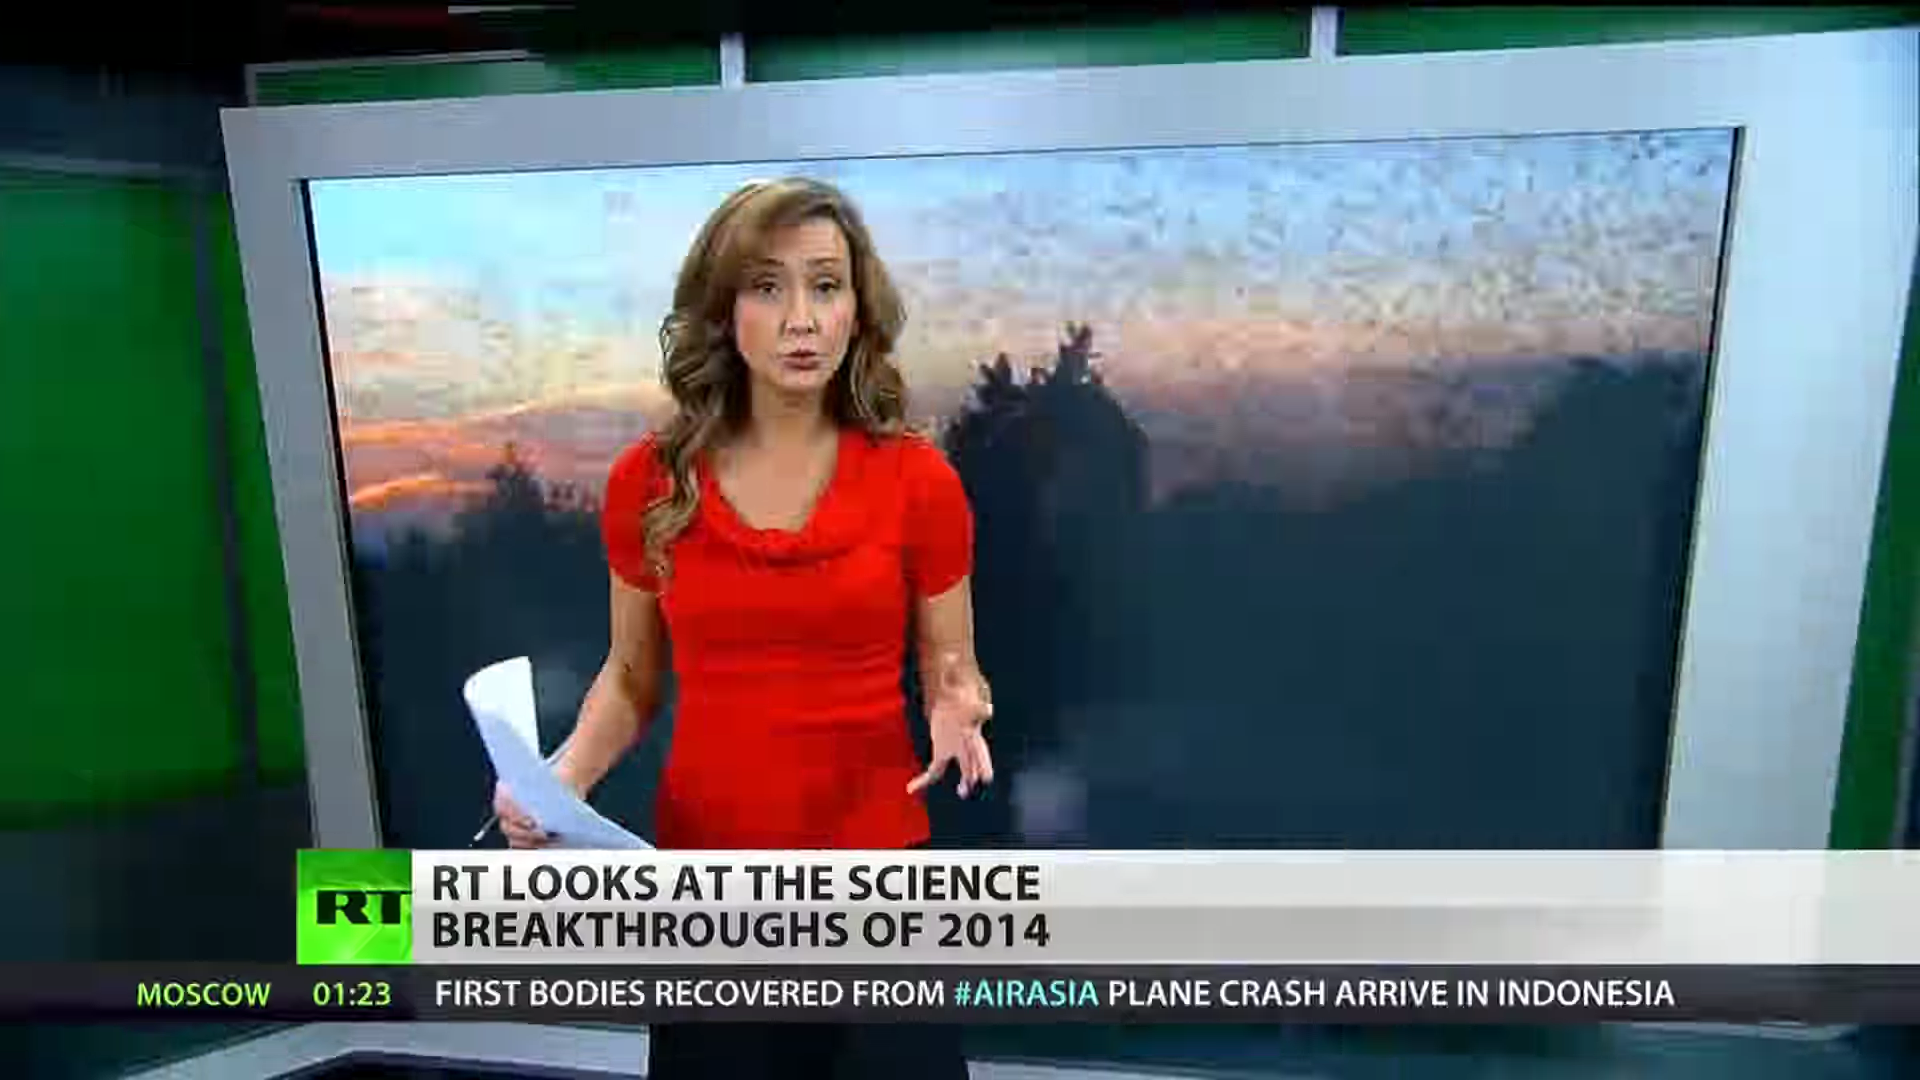 RT
RT LOOKS AT THE SCIENCE
BREAKTHROUGHS OF 2014
MOSCOW 01:23 FIRST BODIES RECOVERED FROM #AIRASIA PLANE CRASH ARRIVE IN INDONESIA